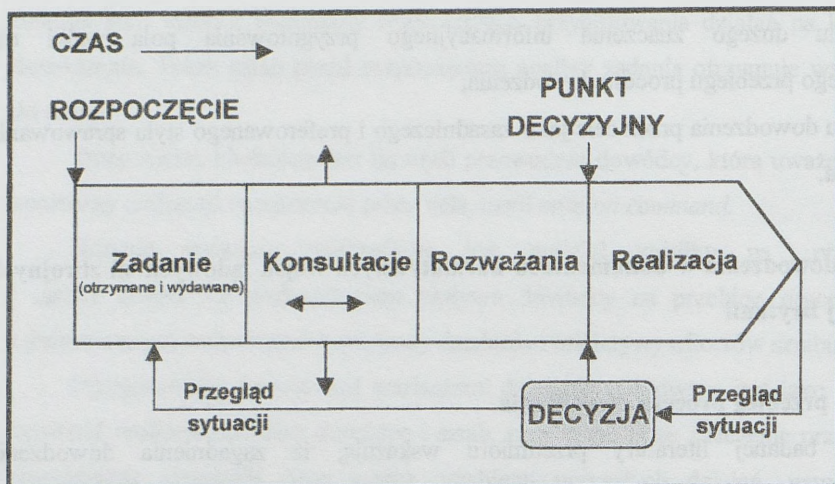 CZAS
ROZPOCZĘCIE
PUNKT
DECYZYJNY
Zadanie
(otrzymane i wydawane)
Konsultacje
Rozważania
Realizacja
Przegląd
sytuacji
DECYZJA
Przegląd
sytuacji